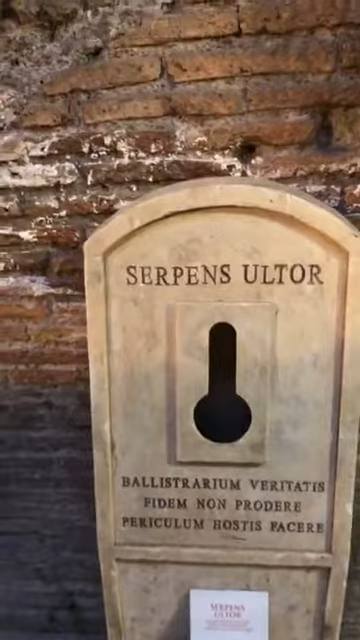 SERPENS ULTOR
BALLISTRARIUM VERITATIS
FIDEM NON PRODERE
PERICULUM HOSTIS FACERE
SERPENS
ULTOR